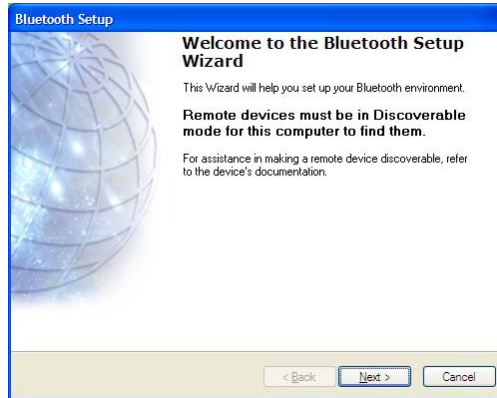 Bluetooth Setup
Welcome to the Bluetooth Setup
Wizard
This Wizard will help you set up your Bluetooth environment.
Remote devices must be in Discoverable
mode for this computer to find them.
For assistance in making a remote device discoverable, refer
to the device's documentation.
< Back Next > Cancel